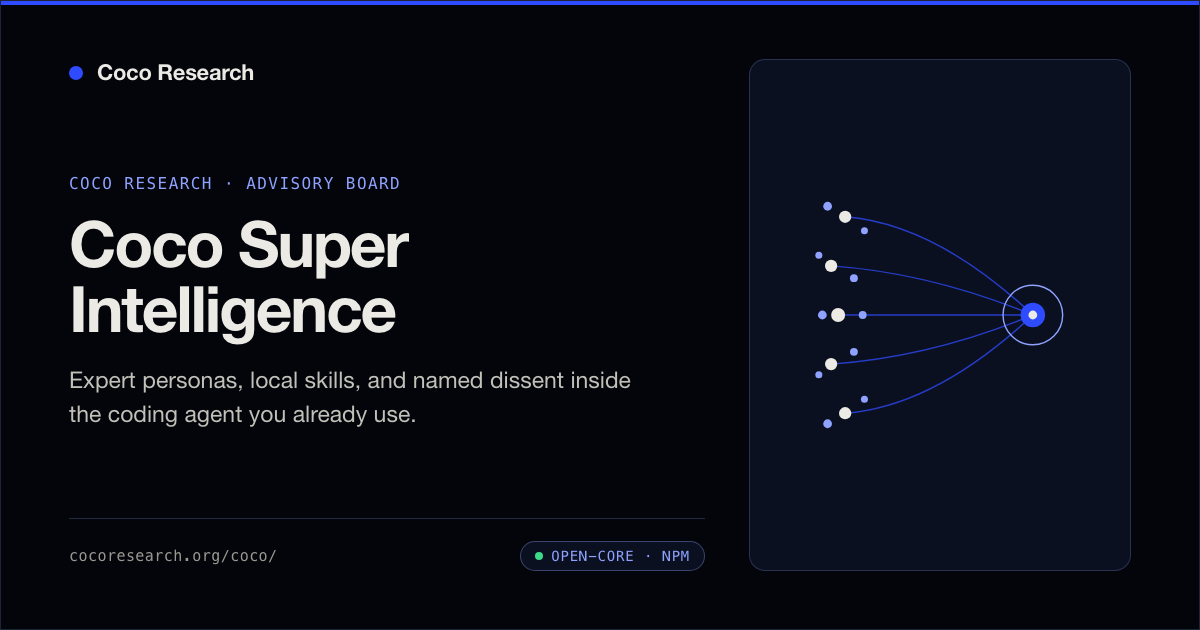 Coco Research
COCO RESEARCH · ADVISORY BOARD
Coco Super
Intelligence
Expert personas, local skills, and named dissent inside
the coding agent you already use.
cocoresearch.org/coco/
OPEN-CORE · NPM